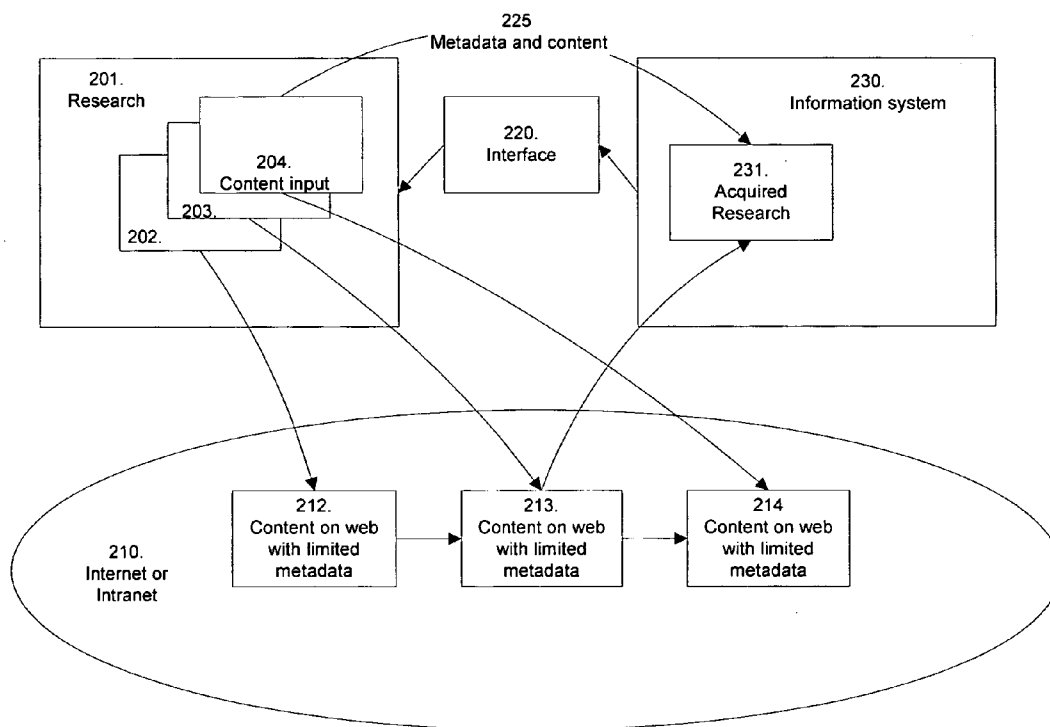 225
Metadata and content
201.
Research
204.
Content input
203.
202.
220.
Interface
230.
Information system
231.
Acquired
Research
210.
Internet or
Intranet
212.
Content on web
with limited
metadata
213.
Content on web
with limited
metadata
214
Content on web
with limited
metadata